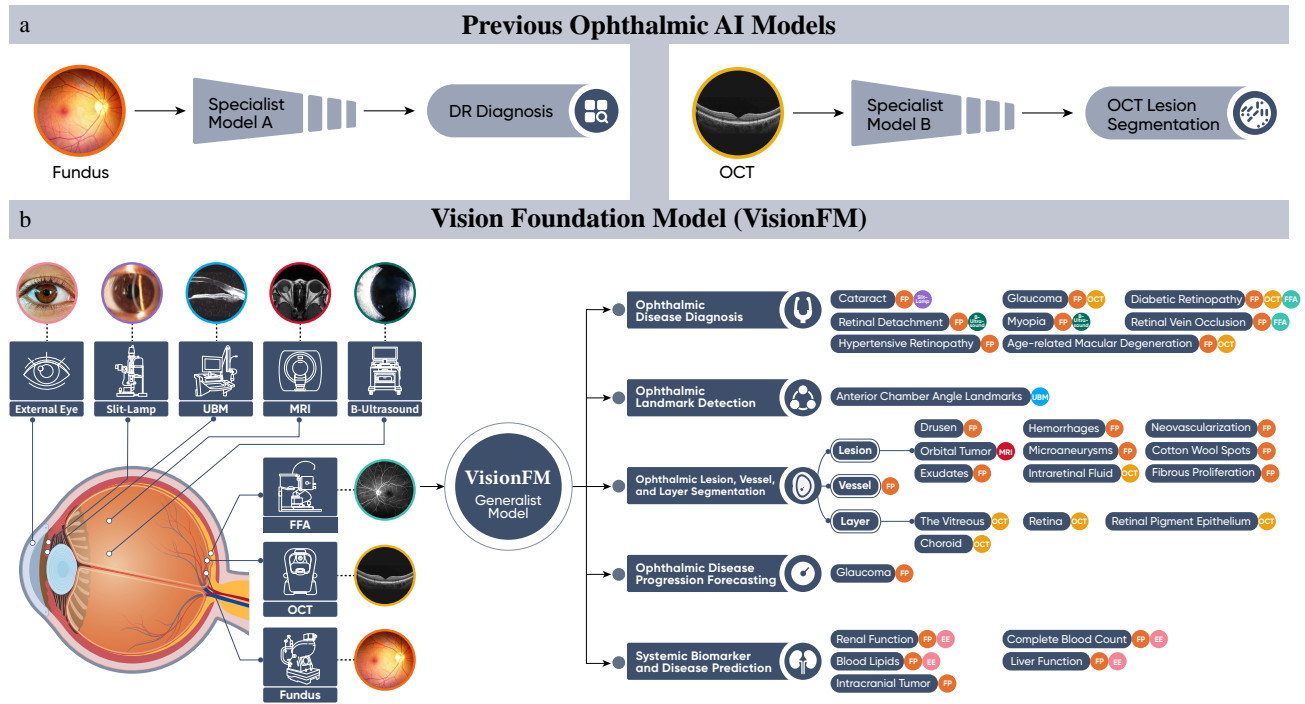 a
Previous Ophthalmic AI Models
Fundus
Specialist
Model A
DR Diagnosis
OCT
Specialist
Model B
OCT Lesion
Segmentation
b
Vision Foundation Model (VisionFM)
External Eye
Slit-Lamp
UBM
MRI
B-Ultrasound
FFA
OCT
Fundus
VisionFM
Generalist
Model
Ophthalmic
Disease Diagnosis
Cataract FP Slit-Lamp
Glaucoma FP OCT
Diabetic Retinopathy FP OCT FFA
Retinal Detachment FP B-Ultra-sound
Myopia FP B-Ultra-sound
Retinal Vein Occlusion FP FFA
Hypertensive Retinopathy FP
Age-related Macular Degeneration FP OCT
Ophthalmic
Landmark Detection
Anterior Chamber Angle Landmarks UBM
Ophthalmic Lesion, Vessel,
and Layer Segmentation
Lesion
Drusen FP
Hemorrhages FP
Neovascularization FP
Orbital Tumor MRI
Microaneurysms FP
Cotton Wool Spots FP
Exudates FP
Intraretinal Fluid OCT
Fibrous Proliferation FP
Vessel FP
Layer
The Vitreous OCT
Retina OCT
Retinal Pigment Epithelium OCT
Choroid OCT
Ophthalmic Disease
Progression Forecasting
Glaucoma FP
Systemic Biomarker
and Disease Prediction
Renal Function FP EE
Complete Blood Count FP EE
Blood Lipids FP EE
Liver Function FP EE
Intracranial Tumor FP